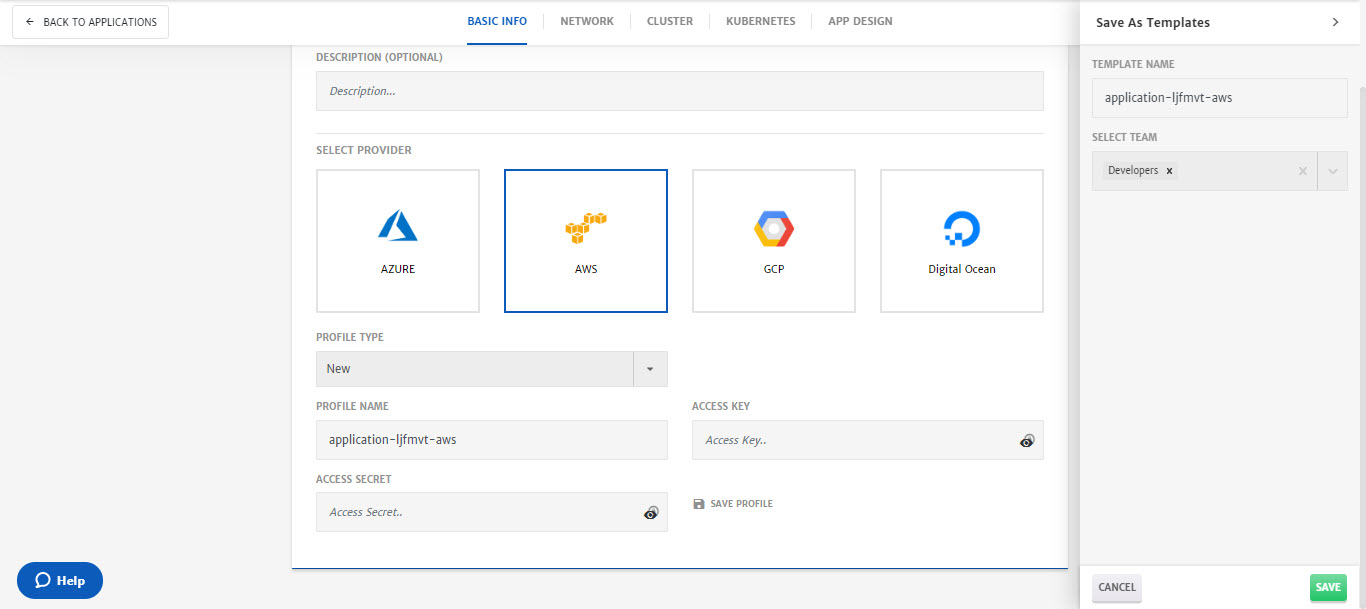 BACK TO APPLICATIONS
BASIC INFO
NETWORK
CLUSTER
KUBERNETES
APP DESIGN
DESCRIPTION (OPTIONAL)
Description...
SELECT PROVIDER
AZURE
AWS
GCP
Digital Ocean
PROFILE TYPE
New
PROFILE NAME
application-ljfmvt-aws
ACCESS KEY
Access Key..
ACCESS SECRET
Access Secret..
SAVE PROFILE
Help
Save As Templates
TEMPLATE NAME
application-ljfmvt-aws
SELECT TEAM
Developers x
CANCEL
SAVE